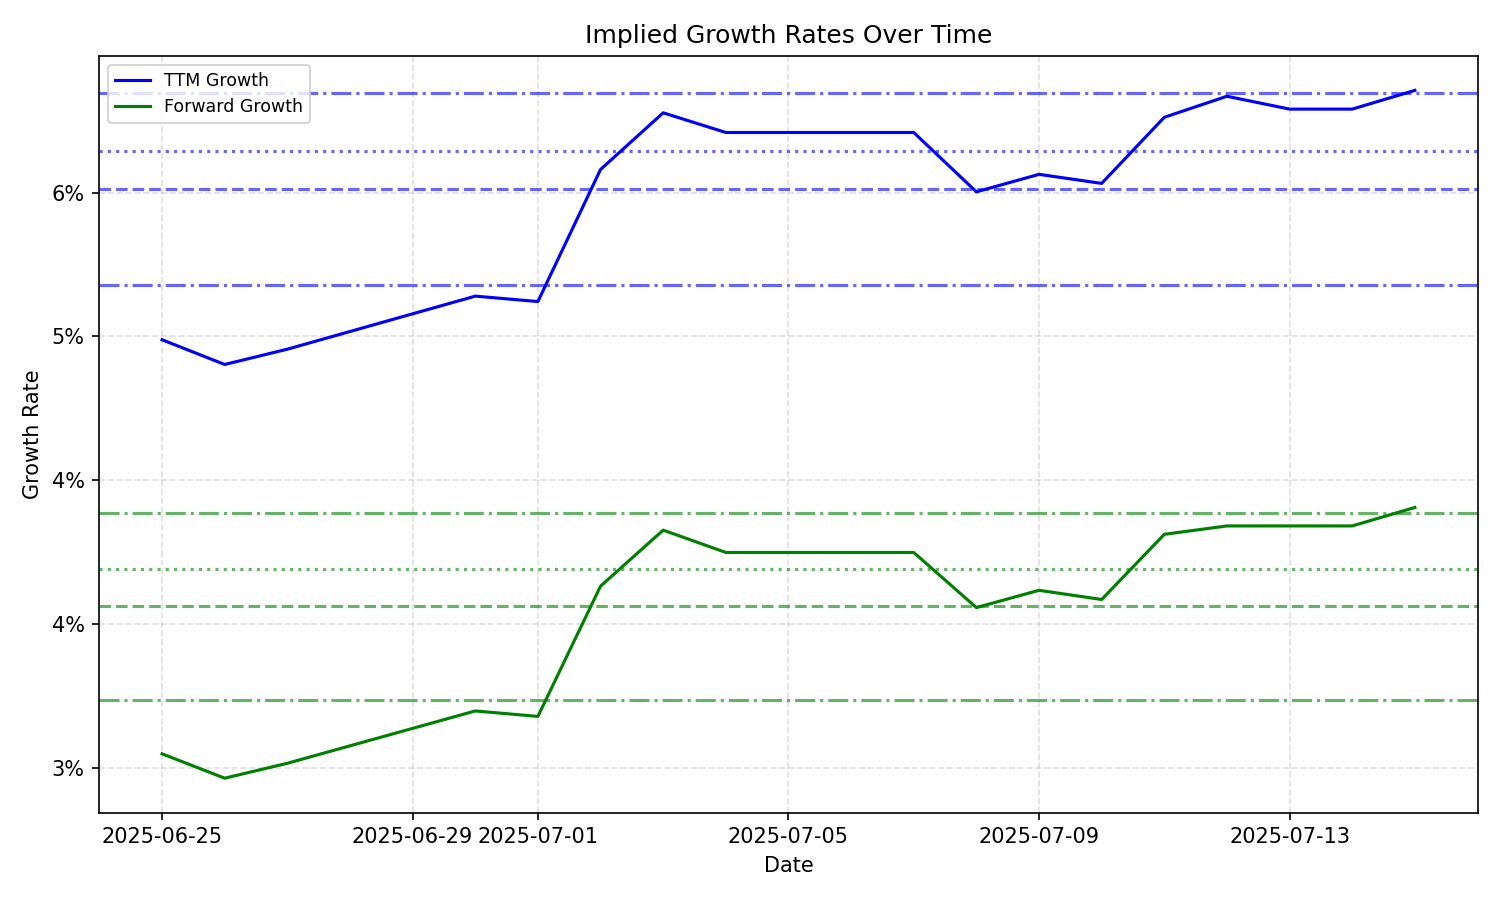 Implied Growth Rates Over Time
TTM Growth
Forward Growth
Growth Rate
6%
5%
4%
4%
3%
2025-06-25
2025-06-29
2025-07-01
2025-07-05
2025-07-09
2025-07-13
Date